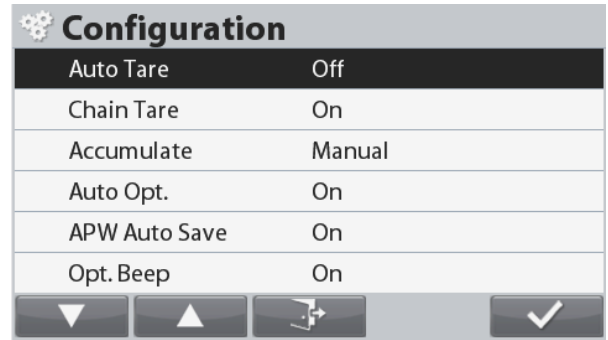 Configuration
Auto Tare Off
Chain Tare On
Accumulate Manual
Auto Opt. On
APW Auto Save On
Opt. Beep On